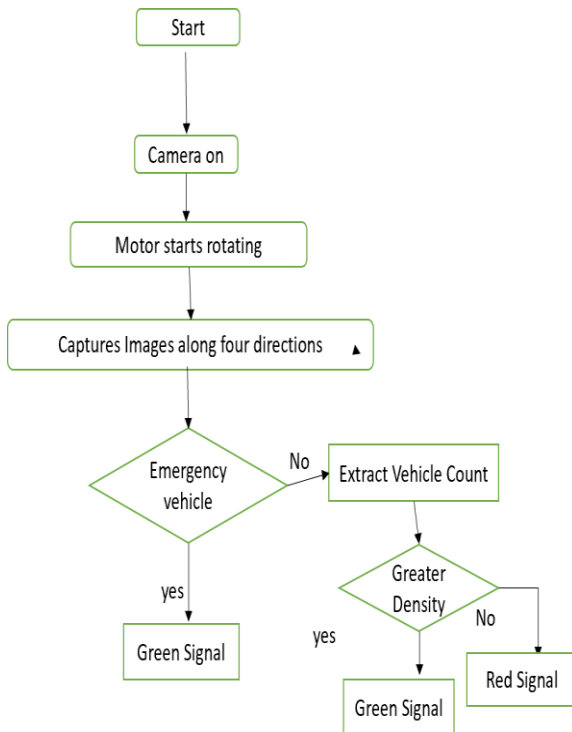 Start
Camera on
Motor starts rotating
Captures Images along four directions
Emergency
vehicle
No
Extract Vehicle Count
yes
Green Signal
Greater
Density
No
yes
Red Signal
Green Signal